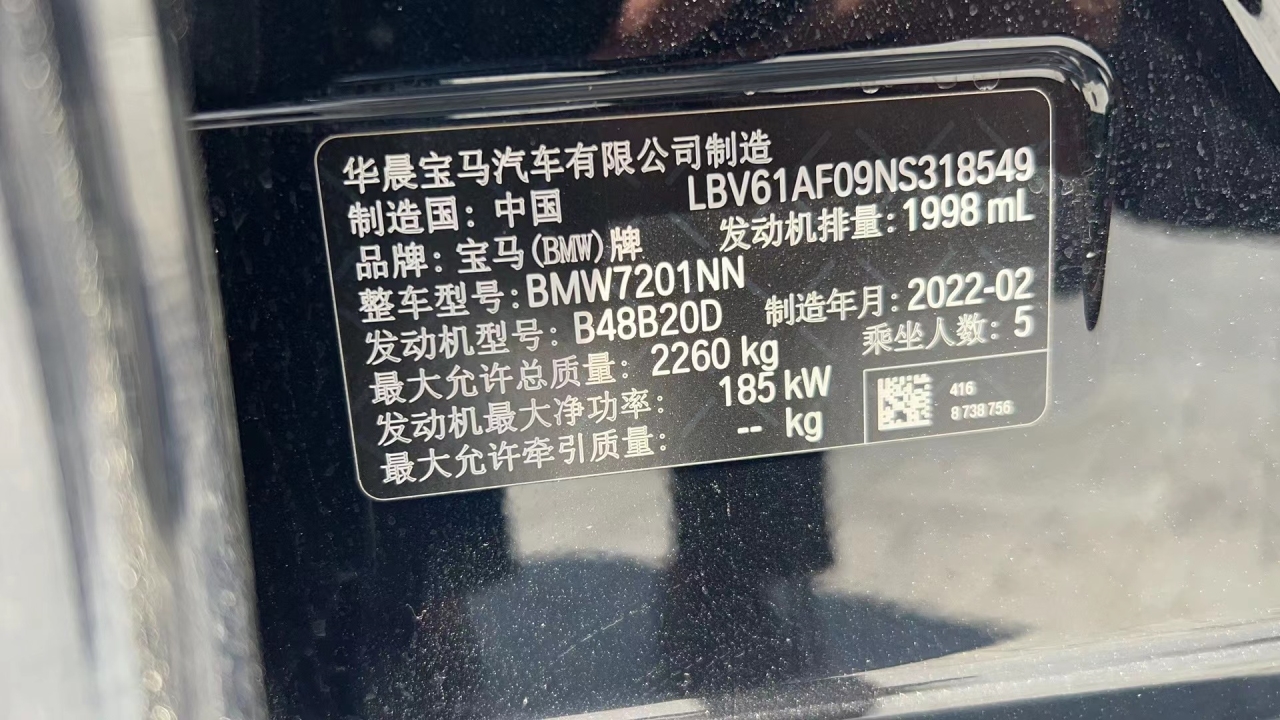 华晨宝马汽车有限公司制造
制造国：中国 LBV61AF09NS318549
品牌：宝马(BMW)牌 发动机排量：1998 mL
整车型号：BMW7201NN
发动机型号：B48B20D 制造年月：2022-02
最大允许总质量：2260 kg 乘坐人数：5
发动机最大净功率：185 kW
最大允许牵引质量：-- kg
416
8 738 756